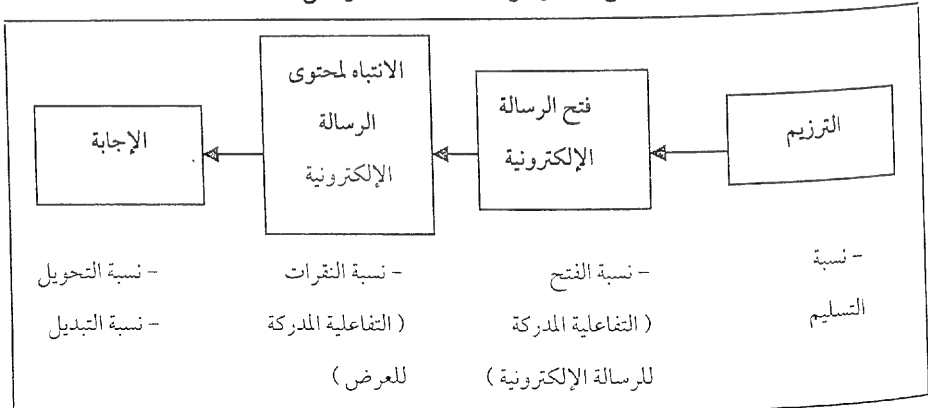 الترزيم
فتح الرسالة
الإلكترونية
الانتباه لمحتوى
الرسالة
الإلكترونية
الإجابة
- نسبة
التسليم
- نسبة الفتح
( التفاعلية المدركة
للرسالة الإلكترونية )
- نسبة النقرات
( التفاعلية المدركة
للعرض )
- نسبة التحويل
- نسبة التبديل